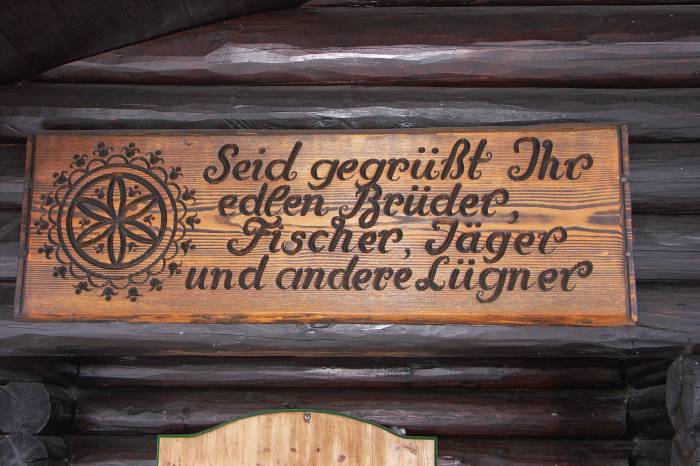 Seid gegrüßt Ihr
edlen Brüder,
Fischer, Jäger
und andere Lügner